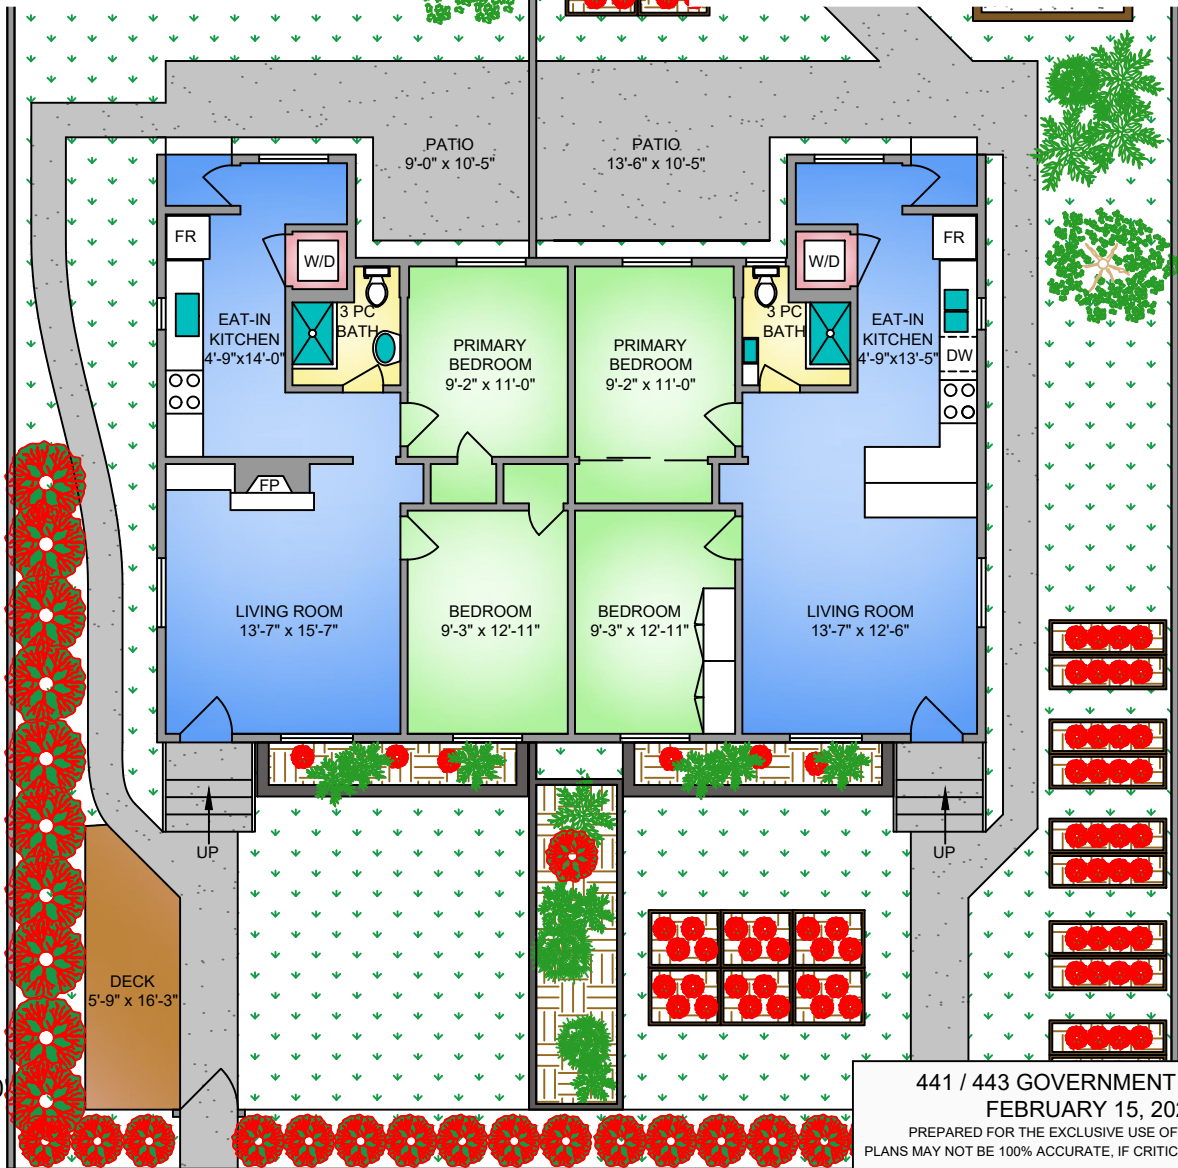 PATIO
9'-0" x 10'-5"
PATIO
13'-6" x 10'-5"
FR
W/D
W/D
FR
3 PC
BATH
3 PC
BATH
EAT-IN
KITCHEN
4'-9"x14'-0"
EAT-IN
KITCHEN
4'-9"x13'-5"
DW
PRIMARY
BEDROOM
9'-2" x 11'-0"
PRIMARY
BEDROOM
9'-2" x 11'-0"
FP
LIVING ROOM
13'-7" x 15'-7"
BEDROOM
9'-3" x 12'-11"
BEDROOM
9'-3" x 12'-11"
LIVING ROOM
13'-7" x 12'-6"
UP
UP
DECK
5'-9" x 16'-3"
441 / 443 GOVERNMENT
FEBRUARY 15, 202
PREPARED FOR THE EXCLUSIVE USE OF
PLANS MAY NOT BE 100% ACCURATE, IF CRITIC